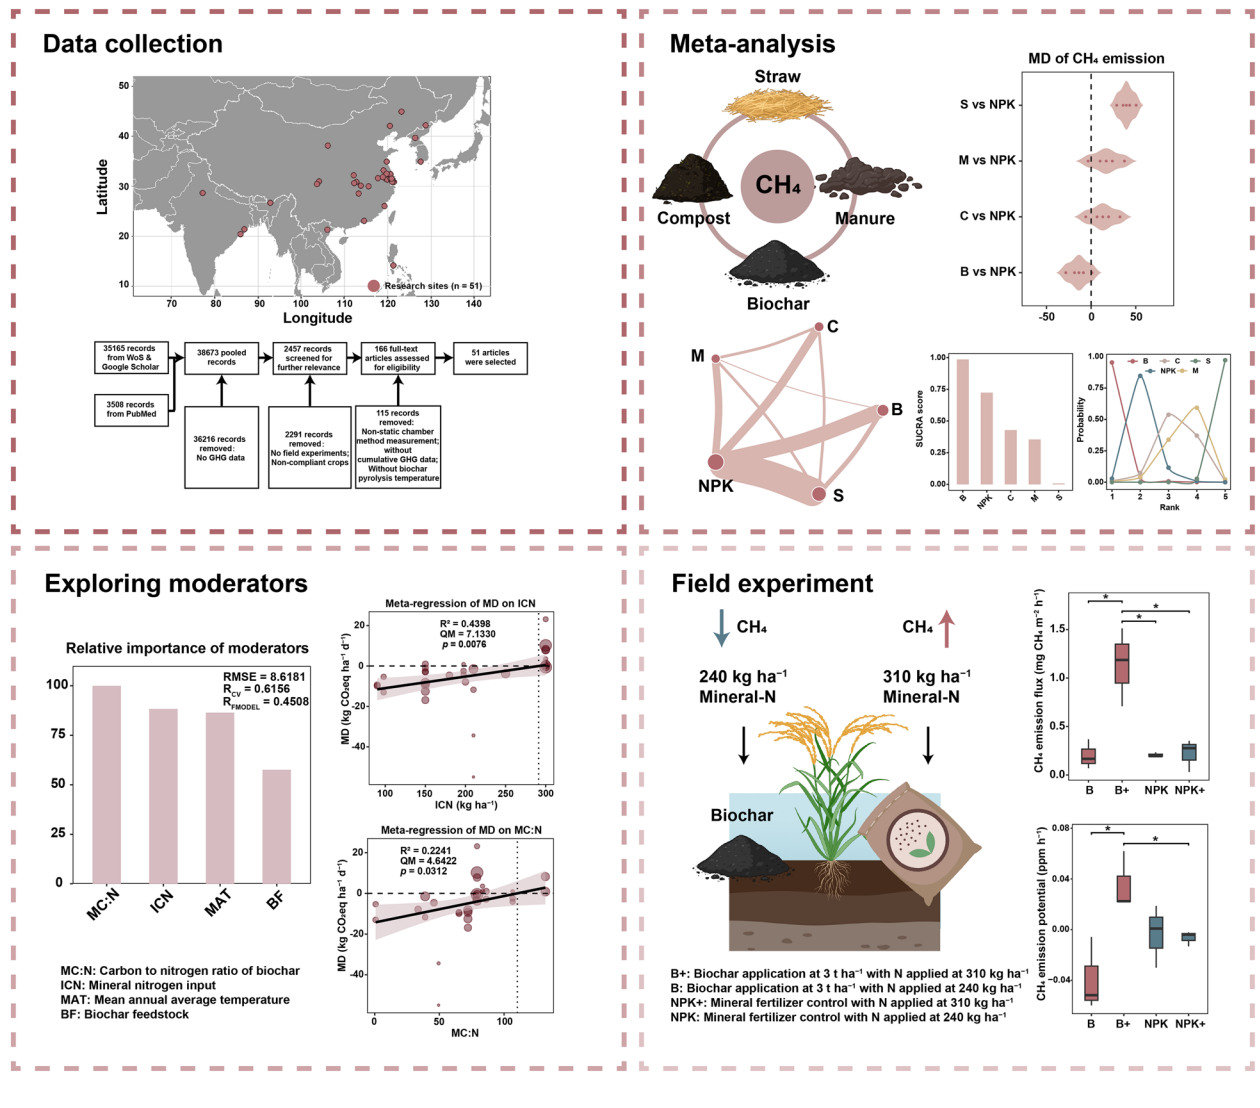 Data collection
50
40
30
20
10
Latitude
70
80
90
100
110
120
130
140
Longitude
Research sites (n = 51)
35165 records
from WoS &
Google Scholar
3508 records
from PubMed
38673 pooled
records
2457 records
screened for
further relevance
166 full-text
articles assessed
for eligibility
51 articles
were selected
36216 records
removed:
No GHG data
2291 records
removed:
No field experiments;
Non-compliant crops
115 records
removed:
Non-static chamber
method measurement;
without
cumulative GHG data;
Without biochar
pyrolysis temperature
Meta-analysis
Straw
Compost
CH₄
Manure
Biochar
MD of CH₄ emission
S vs NPK
M vs NPK
C vs NPK
B vs NPK
-50
0
50
C
M
B
NPK
S
SUCRA score
1.00
0.75
0.50
0.25
0.00
B
NPK
C
M
S
Probability
1.00
0.75
0.50
0.25
0.00
B
C
S
NPK
M
1
2
3
4
5
Rank
Exploring moderators
Relative importance of moderators
RMSE = 8.6181
R_CV = 0.6156
R_FMODEL = 0.4508
100
75
50
25
0
MC:N
ICN
MAT
BF
MC:N: Carbon to nitrogen ratio of biochar
ICN: Mineral nitrogen input
MAT: Mean annual average temperature
BF: Biochar feedstock
Meta-regression of MD on ICN
R² = 0.4398
QM = 7.1330
p = 0.0076
MD (kg CO₂eq ha⁻¹ d⁻¹)
20
0
-20
-40
100
150
200
250
300
ICN (kg ha⁻¹)
Meta-regression of MD on MC:N
R² = 0.2241
QM = 4.6422
p = 0.0312
MD (kg CO₂eq ha⁻¹ d⁻¹)
20
0
-20
-40
0
50
100
MC:N
Field experiment
CH₄
CH₄
240 kg ha⁻¹
Mineral-N
310 kg ha⁻¹
Mineral-N
Biochar
B+: Biochar application at 3 t ha⁻¹ with N applied at 310 kg ha⁻¹
B: Biochar application at 3 t ha⁻¹ with N applied at 240 kg ha⁻¹
NPK+: Mineral fertilizer control with N applied at 310 kg ha⁻¹
NPK: Mineral fertilizer control with N applied at 240 kg ha⁻¹
CH₄ emission flux (mg CH₄ m⁻² h⁻¹)
1.5
1.0
0.5
0.0
*
*
*
B
B+
NPK
NPK+
CH₄ emission potential (ppm h⁻¹)
0.08
0.04
0.00
−0.04
*
*
B
B+
NPK
NPK+